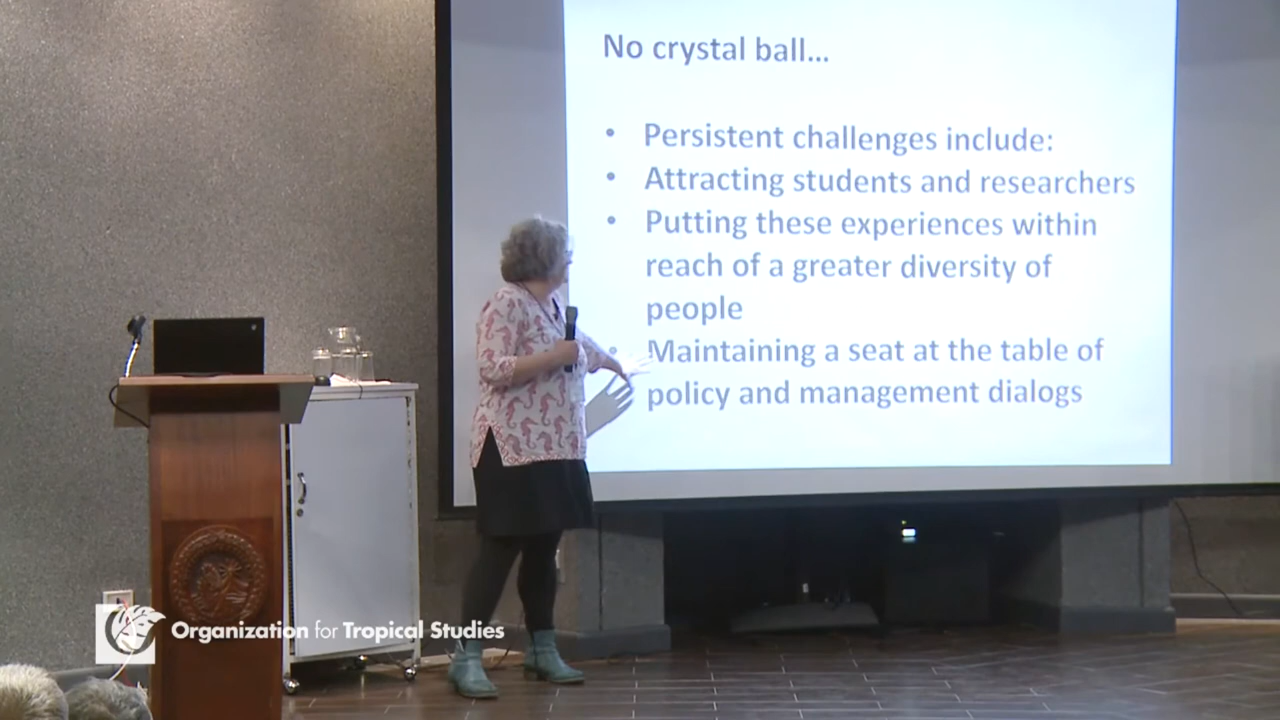 No crystal ball...
• Persistent challenges include:
• Attracting students and researchers
• Putting these experiences within
reach of a greater diversity of
people
• Maintaining a seat at the table of
policy and management dialogs
Organization for Tropical Studies